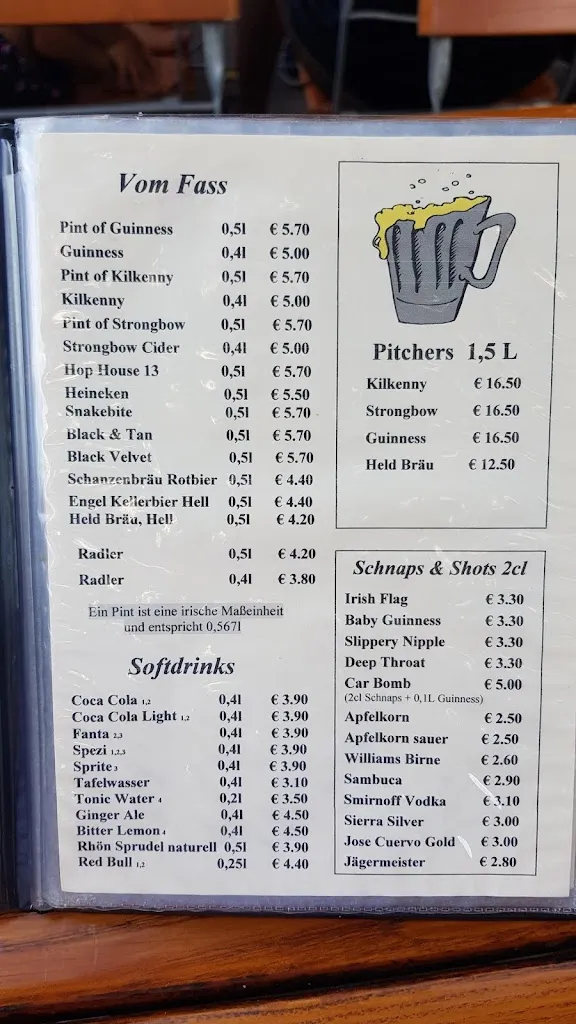 Vom Fass
Pint of Guinness 0,5l € 5.70
Guinness 0,4l € 5.00
Pint of Kilkenny 0,5l € 5.70
Kilkenny 0,4l € 5.00
Pint of Strongbow 0,5l € 5.70
Strongbow Cider 0,4l € 5.00
Hop House 13 0,5l € 5.70
Heineken 0,5l € 5.50
Snakebite 0,5l € 5.70
Black & Tan 0,5l € 5.70
Black Velvet 0,5l € 5.70
Schanzenbräu Rotbier 0,5l € 4.40
Engel Kellerbier Hell 0,5l € 4.40
Held Bräu, Hell 0,5l € 4.20
Radler 0,5l € 4.20
Radler 0,4l € 3.80
Ein Pint ist eine irische Maßeinheit
und entspricht 0,567l
Softdrinks
Coca Cola 1,2 0,4l € 3.90
Coca Cola Light 1,2 0,4l € 3.90
Fanta 2,3 0,4l € 3.90
Spezi 1,2,3 0,4l € 3.90
Sprite 3 0,4l € 3.90
Tafelwasser 0,4l € 3.10
Tonic Water 4 0,2l € 3.50
Ginger Ale 0,4l € 4.50
Bitter Lemon 4 0,4l € 4.50
Rhön Sprudel naturell 0,5l € 3.90
Red Bull 1,2 0,25l € 4.40
Pitchers 1,5 L
Kilkenny € 16.50
Strongbow € 16.50
Guinness € 16.50
Held Bräu € 12.50
Schnaps & Shots 2cl
Irish Flag € 3.30
Baby Guinness € 3.30
Slippery Nipple € 3.30
Deep Throat € 3.30
Car Bomb € 5.00
(2cl Schnaps + 0,1L Guinness)
Apfelkorn € 2.50
Apfelkorn sauer € 2.50
Williams Birne € 2.60
Sambuca € 2.90
Smirnoff Vodka € 3.10
Sierra Silver € 3.00
Jose Cuervo Gold € 3.00
Jägermeister € 2.80